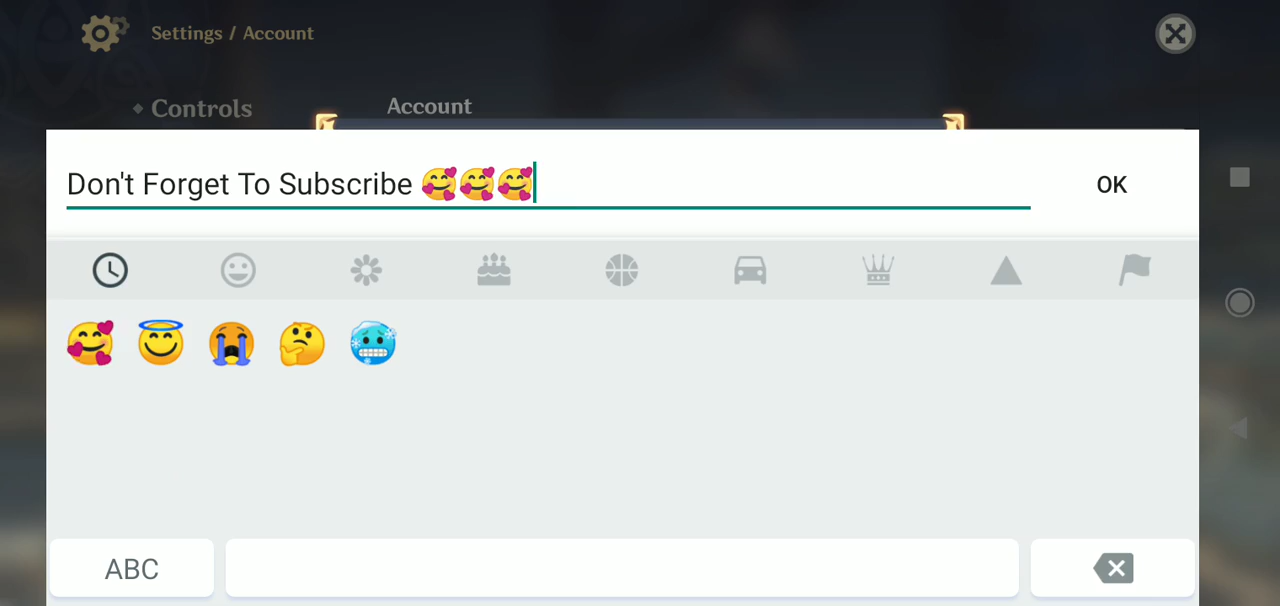 Settings / Account
Controls
Account
Don't Forget To Subscribe 🥰🥰🥰
OK
ABC